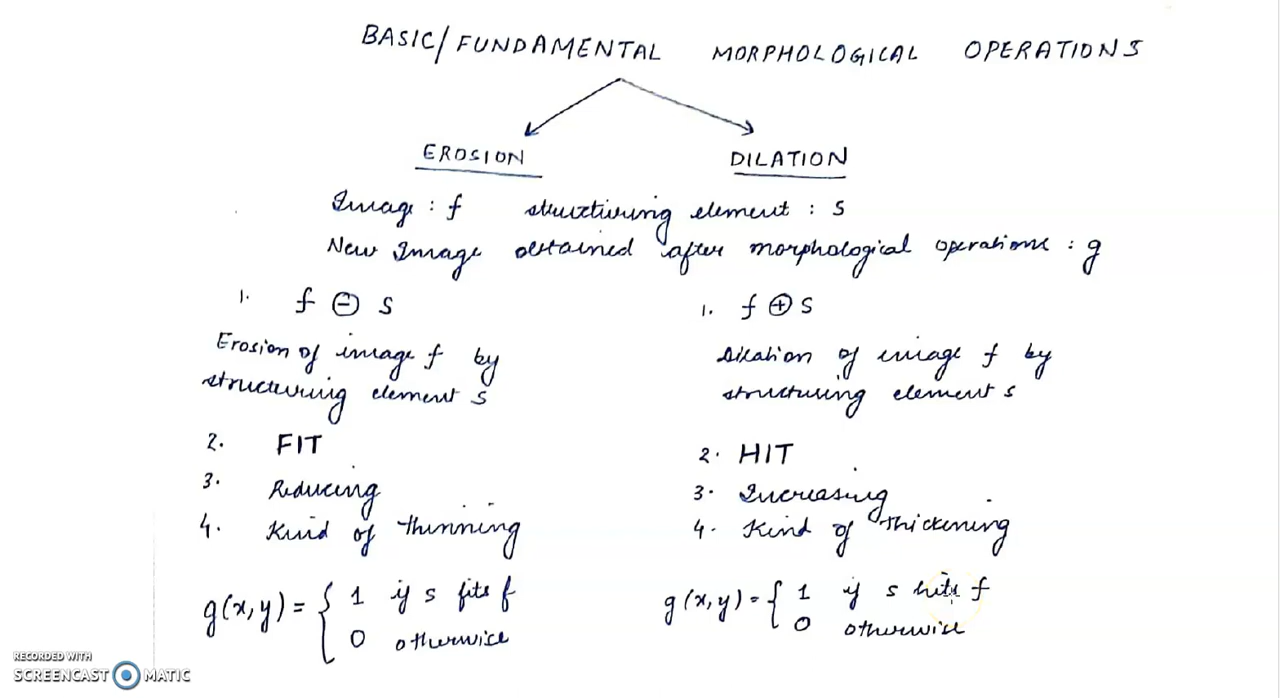 BASIC/FUNDAMENTAL MORPHOLOGICAL OPERATIONS
EROSION
DILATION
Image : f structuring element : s
New Image obtained after morphological operations : g
1. f ⊖ s
Erosion of image f by
structuring element s
2. FIT
3. Reducing
4. Kind of thinning
g(x,y) = { 1 if s fits f
0 otherwise
1. f ⊕ s
Dilation of image f by
structuring element s
2. HIT
3. Increasing
4. Kind of thickening
g(x,y) = { 1 if s hits f
0 otherwise
RECORDED WITH
SCREENCAST MATIC